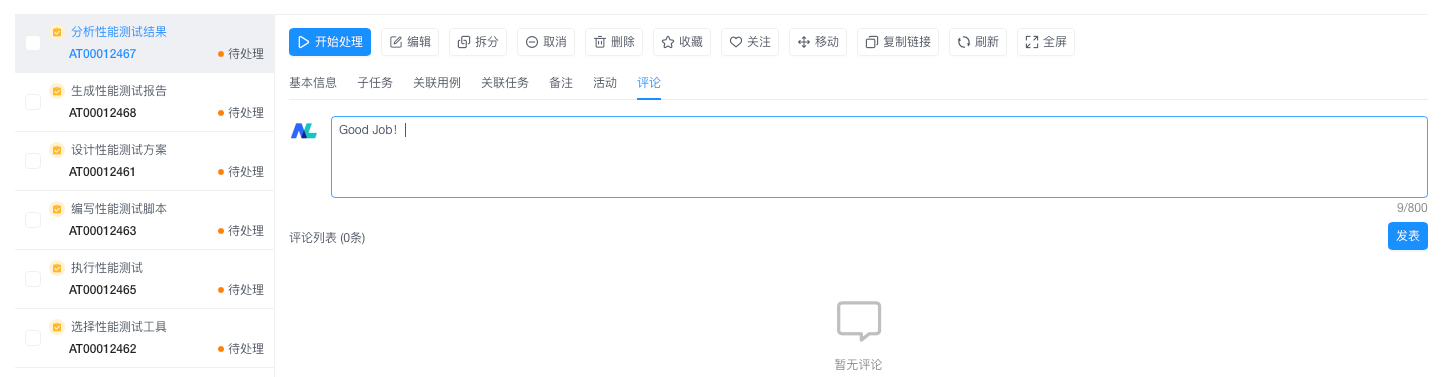 分析性能测试结果
AT00012467 待处理
生成性能测试报告
AT00012468 待处理
设计性能测试方案
AT00012461 待处理
编写性能测试脚本
AT00012463 待处理
执行性能测试
AT00012465 待处理
选择性能测试工具
AT00012462 待处理
开始处理 编辑 拆分 取消 删除 收藏 关注 移动 复制链接 刷新 全屏
基本信息 子任务 关联用例 关联任务 备注 活动 评论
NL
Good Job!
9/800
评论列表 (0条)
发表
暂无评论